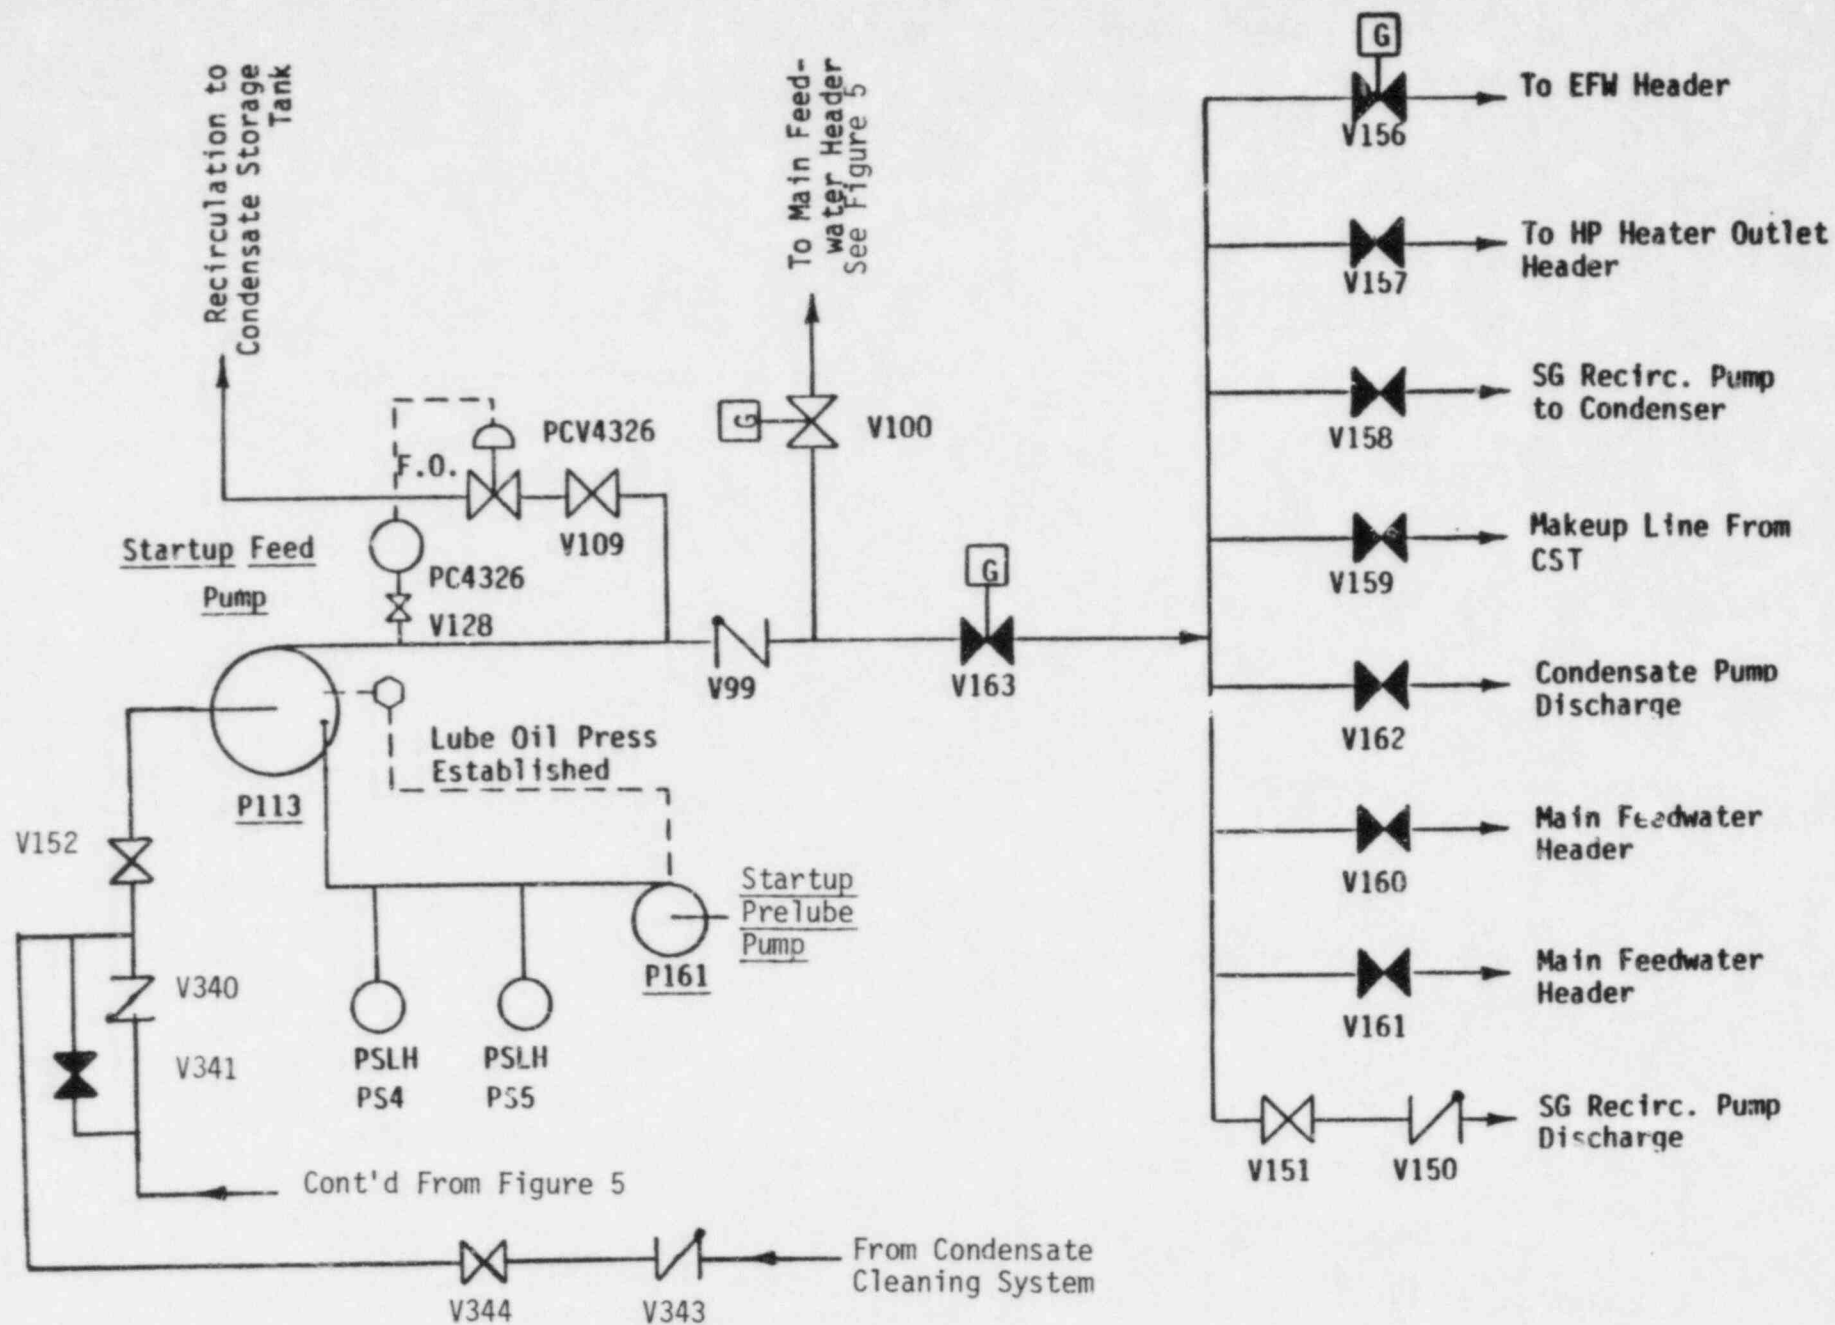 Recirculation to
Condensate Storage
Tank
To Main Feed-
water Header
See Figure 5
G
To EFW Header
V156
To HP Heater Outlet
Header
V157
SG Recirc. Pump
to Condenser
V158
Makeup Line From
CST
V159
Condensate Pump
Discharge
V162
Main Feedwater
Header
V160
Main Feedwater
Header
V161
SG Recirc. Pump
Discharge
V151
V150
G
V100
PCV4326
F.O.
V109
Startup Feed
Pump
PC4326
V128
G
V99
V163
Lube Oil Press
Established
P113
V152
Startup
Prelube
Pump
P161
V340
V341
PSLH
PS4
PSLH
PS5
Cont'd From Figure 5
From Condensate
Cleaning System
V344
V343